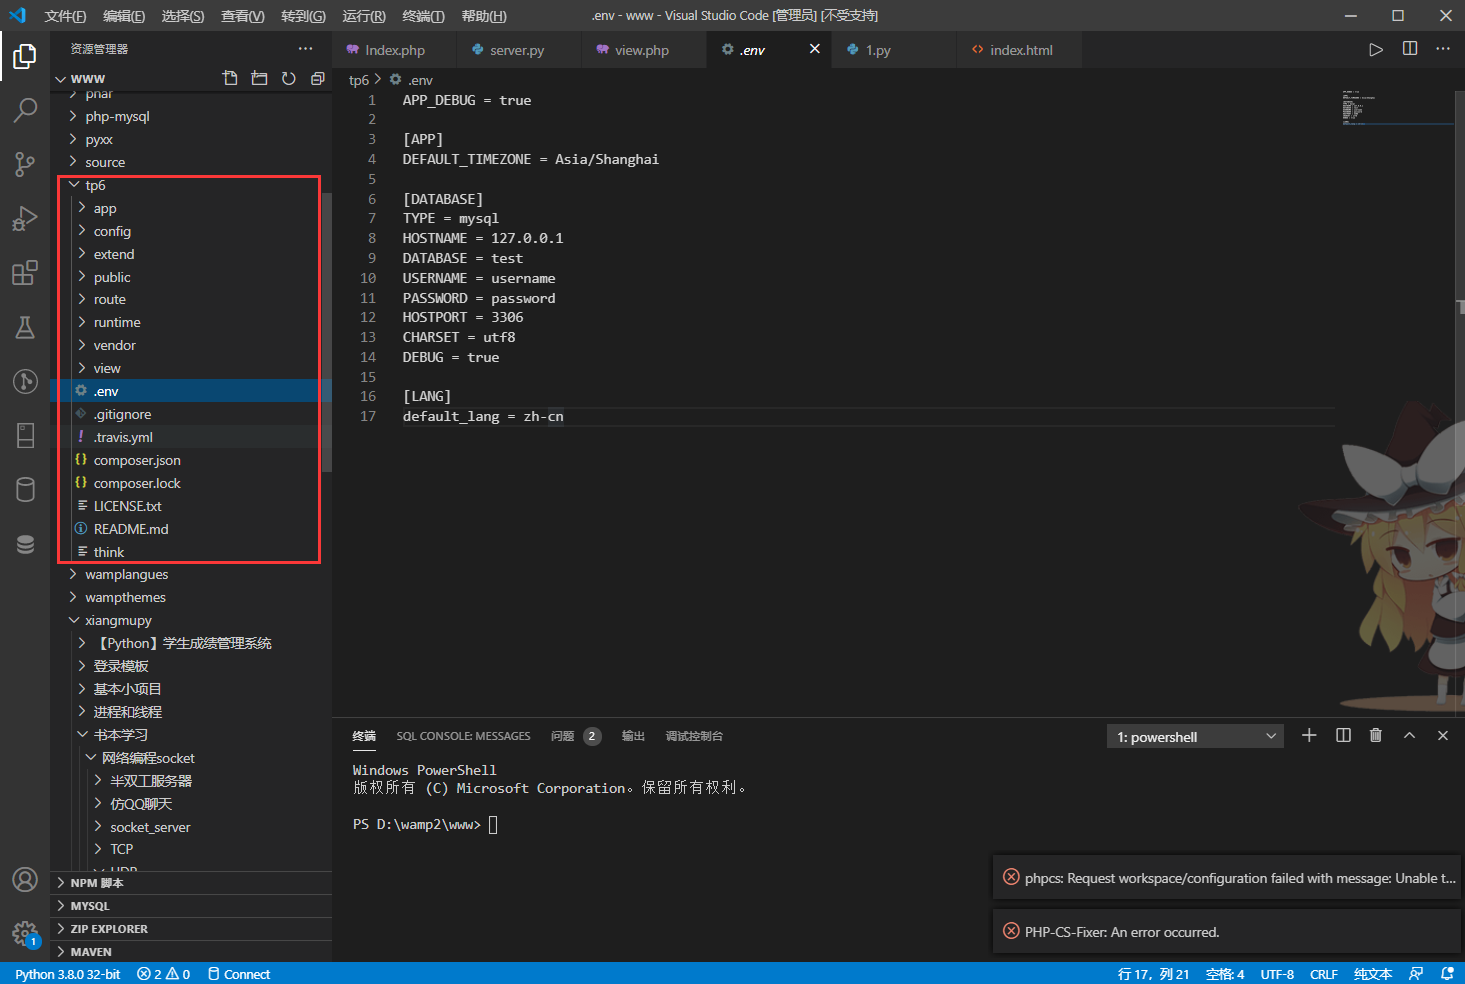 文件(F) 编辑(E) 选择(S) 查看(V) 转到(G) 运行(R) 终端(T) 帮助(H) .env - www - Visual Studio Code [管理员] [不受支持]
资源管理器
WWW
phar
php-mysql
pyxx
source
tp6
app
config
extend
public
route
runtime
vendor
view
.env
.gitignore
.travis.yml
composer.json
composer.lock
LICENSE.txt
README.md
think
wamplangues
wampthemes
xiangmupy
【Python】学生成绩管理系统
登录模板
基本小项目
进程和线程
书本学习
网络编程socket
半双工服务器
仿QQ聊天
socket_server
TCP
UDP
NPM 脚本
MYSQL
ZIP EXPLORER
MAVEN
Index.php server.py view.php .env 1.py index.html
tp6 > .env
1 APP_DEBUG = true
2
3 [APP]
4 DEFAULT_TIMEZONE = Asia/Shanghai
5
6 [DATABASE]
7 TYPE = mysql
8 HOSTNAME = 127.0.0.1
9 DATABASE = test
10 USERNAME = username
11 PASSWORD = password
12 HOSTPORT = 3306
13 CHARSET = utf8
14 DEBUG = true
15
16 [LANG]
17 default_lang = zh-cn
终端 SQL CONSOLE: MESSAGES 问题 2 输出 调试控制台 1: powershell
Windows PowerShell
版权所有 (C) Microsoft Corporation。保留所有权利。
PS D:\wamp2\www>
phpcs: Request workspace/configuration failed with message: Unable t...
PHP-CS-Fixer: An error occurred.
1
Python 3.8.0 32-bit 2 0 Connect 行 17，列 21 空格: 4 UTF-8 CRLF 纯文本